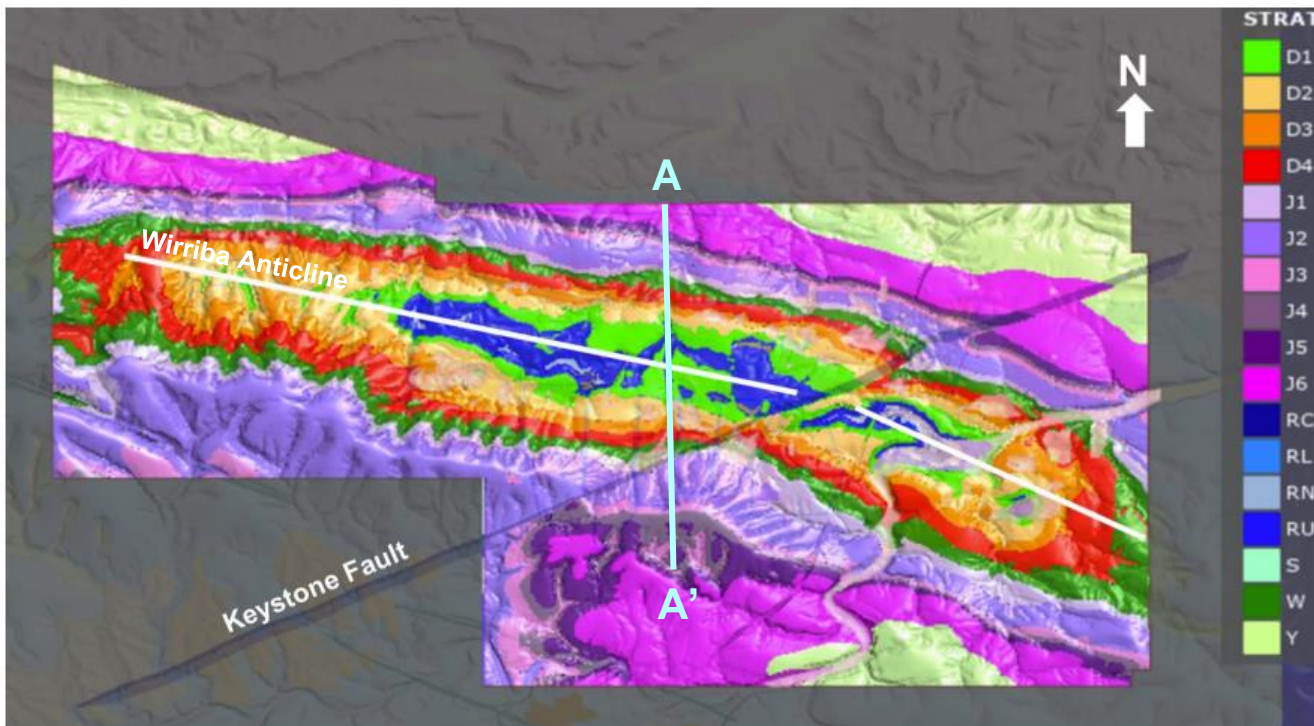 STRAT
D1
D2
D3
D4
J1
J2
J3
J4
J5
J6
RC
RL
RN
RU
S
W
Y
N
A
Wirriba Anticline
Keystone Fault
A'